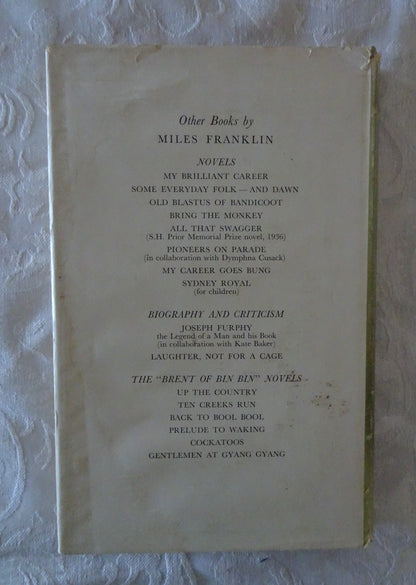 Other Books by
MILES FRANKLIN
NOVELS
MY BRILLIANT CAREER
SOME EVERYDAY FOLK — AND DAWN
OLD BLASTUS OF BANDICOOT
BRING THE MONKEY
ALL THAT SWAGGER
(S.H. Prior Memorial Prize novel, 1936)
PIONEERS ON PARADE
(in collaboration with Dymphna Cusack)
MY CAREER GOES BUNG
SYDNEY ROYAL
(for children)
BIOGRAPHY AND CRITICISM
JOSEPH FURPHY
the Legend of a Man and his Book
(in collaboration with Kate Baker)
LAUGHTER, NOT FOR A CAGE
THE "BRENT OF BIN BIN" NOVELS
UP THE COUNTRY
TEN CREEKS RUN
BACK TO BOOL BOOL
PRELUDE TO WAKING
COCKATOOS
GENTLEMEN AT GYANG GYANG